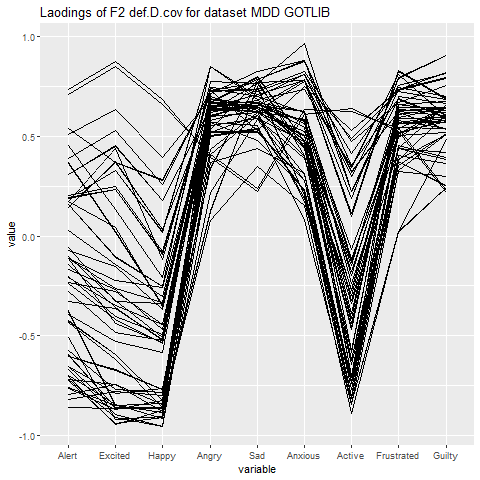 Laodings of F2 def.D.cov for dataset MDD GOTLIB
1.0
0.5
0.0
-0.5
-1.0
value
Alert Excited Happy Angry Sad Anxious Active Frustrated Guilty
variable